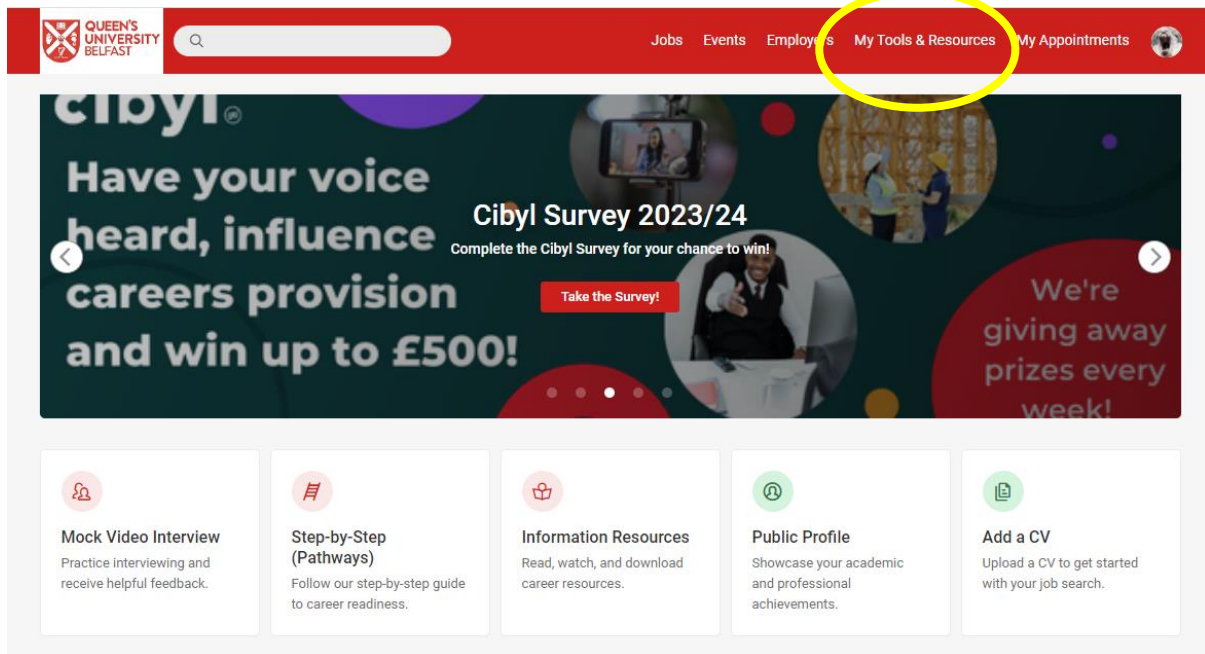 QUEEN'S
UNIVERSITY
BELFAST
Jobs Events Employers My Tools & Resources My Appointments
cibyl
Have your voice
heard, influence
careers provision
and win up to £500!
Cibyl Survey 2023/24
Complete the Cibyl Survey for your chance to win!
Take the Survey!
We're
giving away
prizes every
week!
Mock Video Interview
Practice interviewing and
receive helpful feedback.
Step-by-Step
(Pathways)
Follow our step-by-step guide
to career readiness.
Information Resources
Read, watch, and download
career resources.
Public Profile
Showcase your academic
and professional
achievements.
Add a CV
Upload a CV to get started
with your job search.